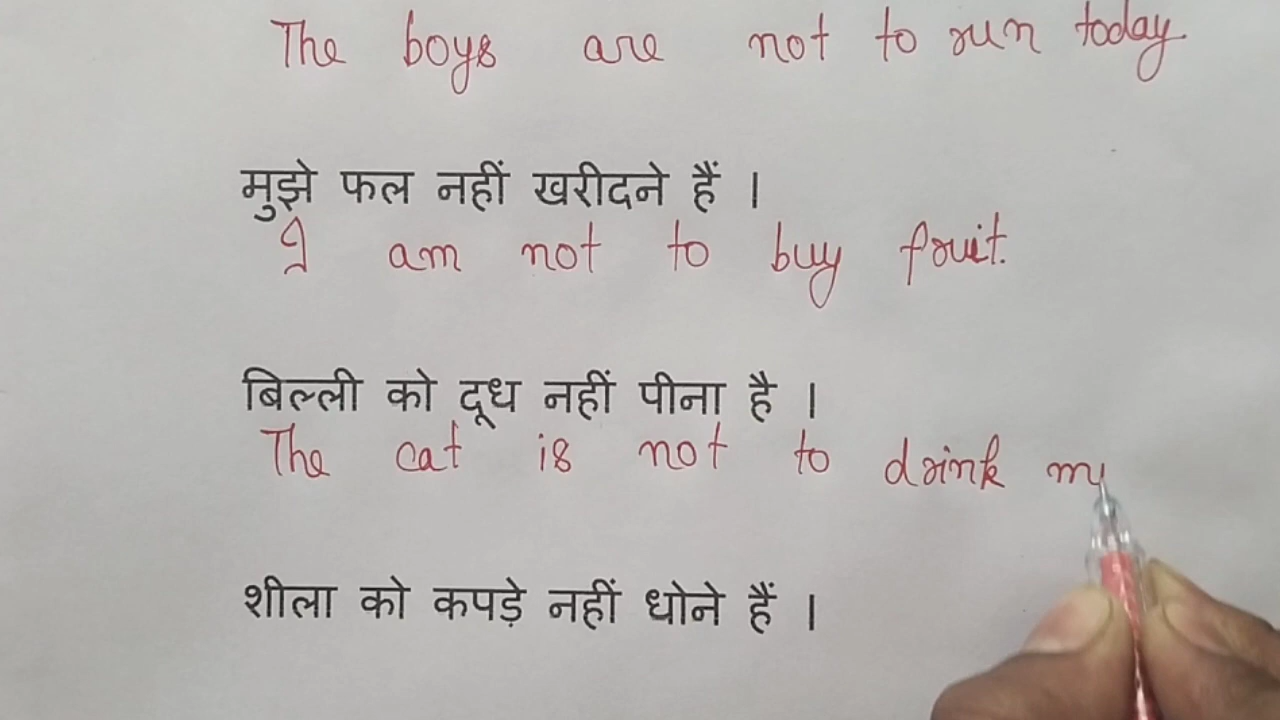 The boys are not to run today
मुझे फल नहीं खरीदने हैं ।
I am not to buy fruit.
बिल्ली को दूध नहीं पीना है ।
The cat is not to drink
शीला को कपड़े नहीं धोने हैं ।